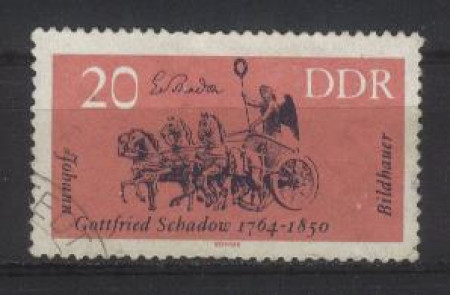 20 DDR
Johann
Gottfried Schadow 1764-1850
Bildhauer